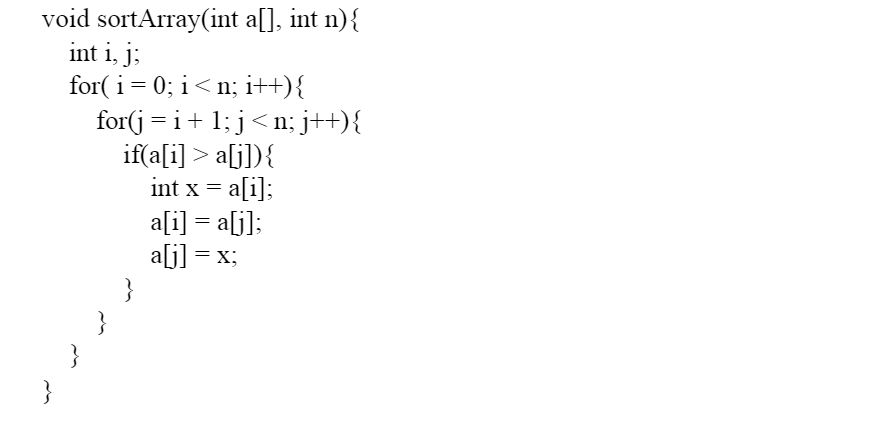 void sortArray(int a[], int n){
int i, j;
for( i = 0; i < n; i++){
for(j = i + 1; j < n; j++){
if(a[i] > a[j]){
int x = a[i];
a[i] = a[j];
a[j] = x;
}
}
}
}